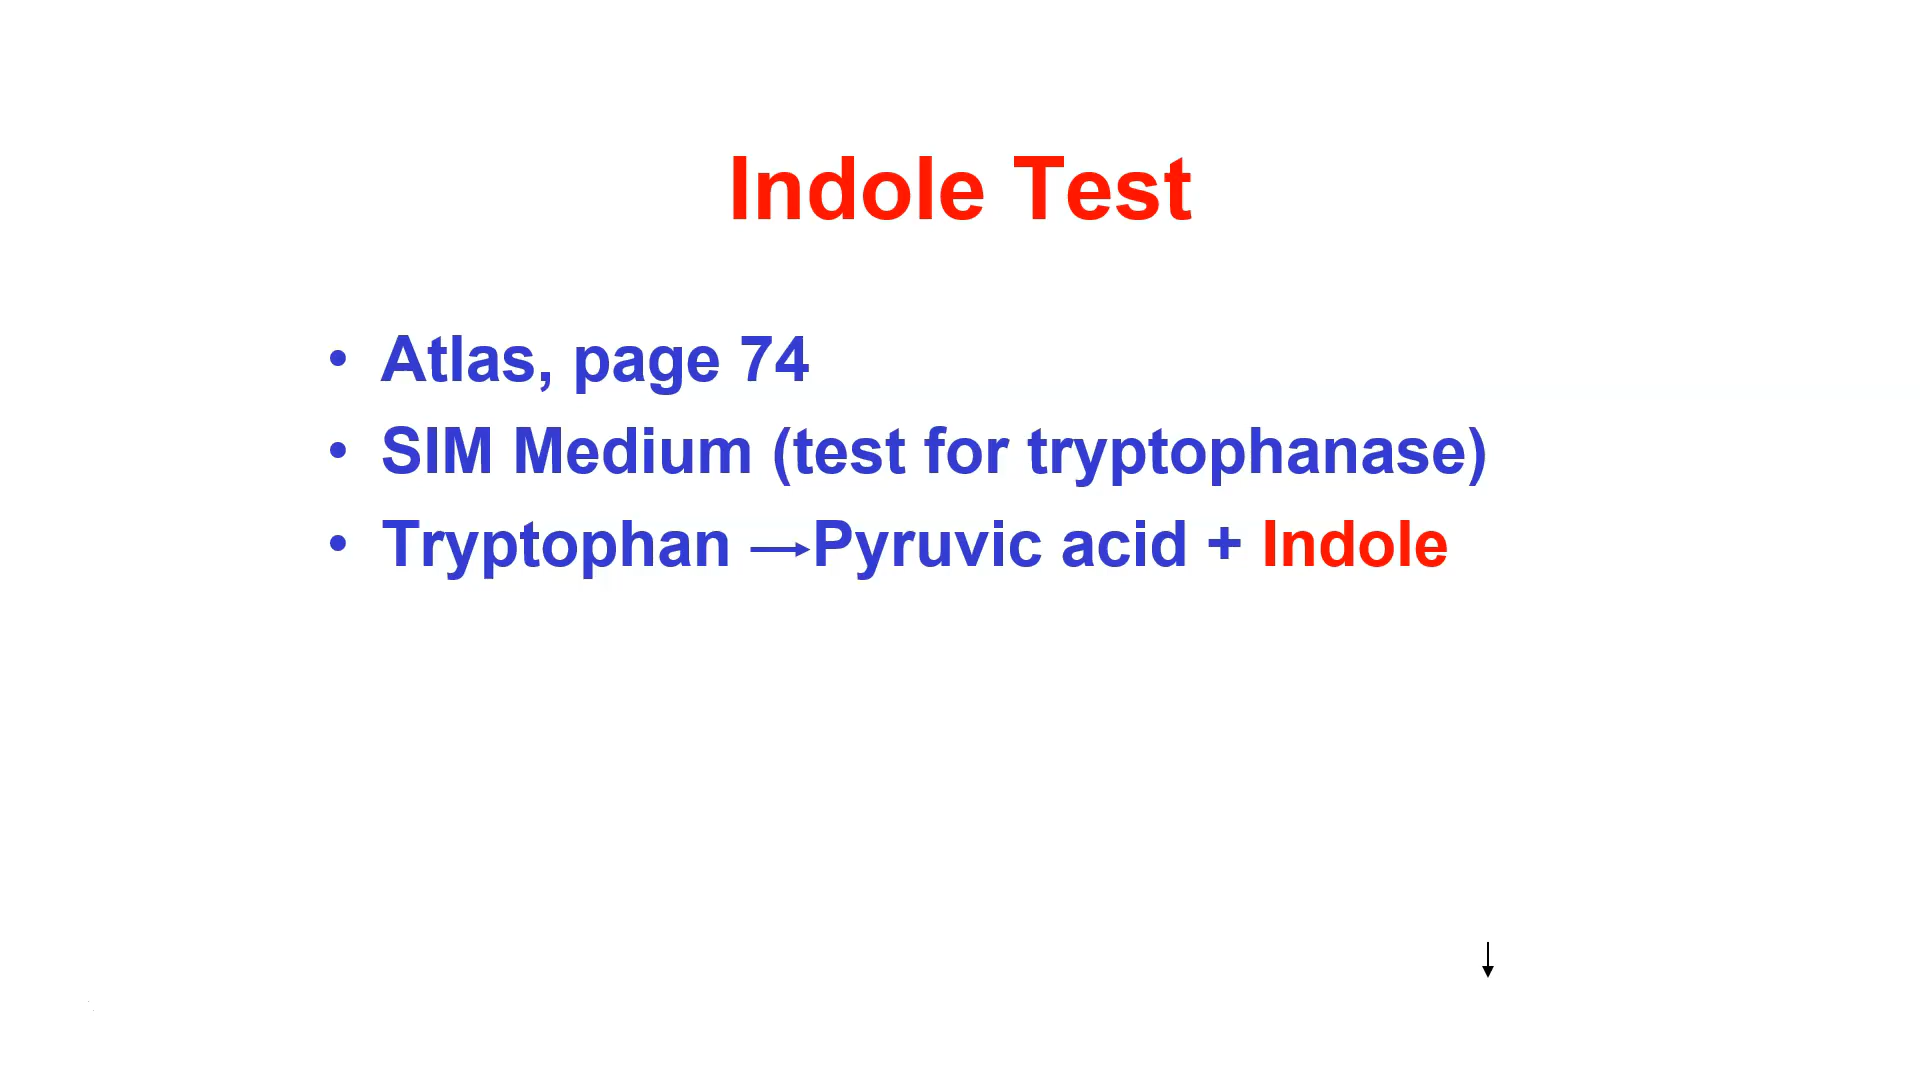 Indole Test
• Atlas, page 74
• SIM Medium (test for tryptophanase)
• Tryptophan →Pyruvic acid + Indole